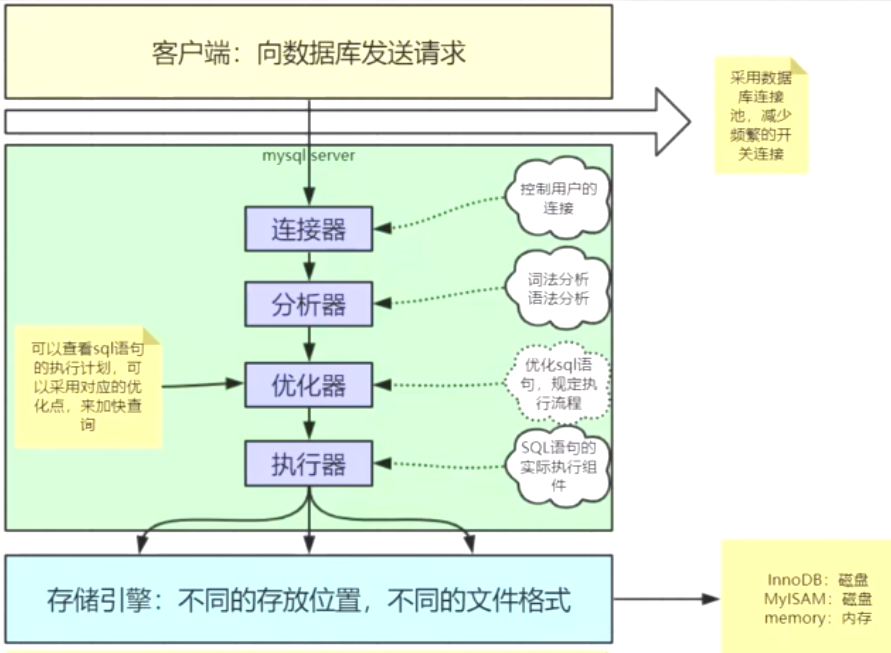 客户端：向数据库发送请求
采用数据
库连接
池，减少
频繁的开
关连接
mysql server
连接器
控制用户的
连接
分析器
词法分析
语法分析
可以查看sql语句
的执行计划，可
以采用对应的优
化点，来加快查
询
优化器
优化sql语
句，规定执
行流程
执行器
SQL语句的
实际执行组
件
存储引擎：不同的存放位置，不同的文件格式
InnoDB：磁盘
MyISAM：磁盘
memory：内存